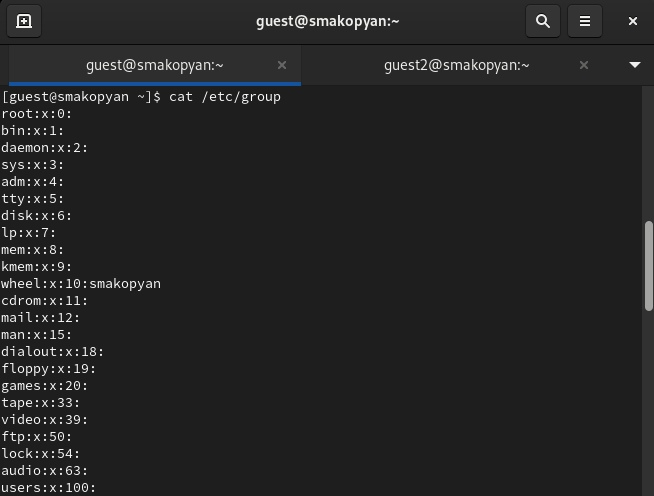 guest@smakopyan:~
guest@smakopyan:~
guest2@smakopyan:~
[guest@smakopyan ~]$ cat /etc/group
root:x:0:
bin:x:1:
daemon:x:2:
sys:x:3:
adm:x:4:
tty:x:5:
disk:x:6:
lp:x:7:
mem:x:8:
kmem:x:9:
wheel:x:10:smakopyan
cdrom:x:11:
mail:x:12:
man:x:15:
dialout:x:18:
floppy:x:19:
games:x:20:
tape:x:33:
video:x:39:
ftp:x:50:
lock:x:54:
audio:x:63:
users:x:100: